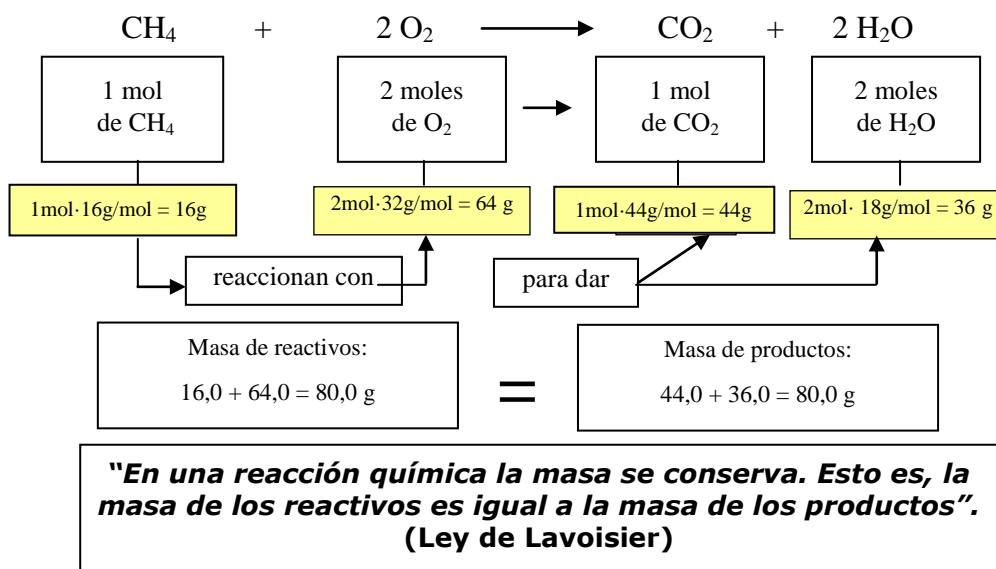 CH₄ + 2 O₂ ⟶ CO₂ + 2 H₂O
1 mol
de CH₄
2 moles
de O₂
1 mol
de CO₂
2 moles
de H₂O
1mol·16g/mol = 16g
2mol·32g/mol = 64 g
1mol·44g/mol = 44g
2mol· 18g/mol = 36 g
reaccionan con
para dar
Masa de reactivos:
16,0 + 64,0 = 80,0 g
=
Masa de productos:
44,0 + 36,0 = 80,0 g
“En una reacción química la masa se conserva. Esto es, la
masa de los reactivos es igual a la masa de los productos”.
(Ley de Lavoisier)